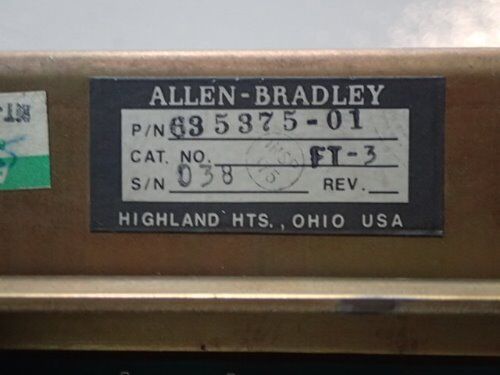 ALLEN-BRADLEY
P/N 635375-01
CAT. NO. FT-3
S/N 038 REV.
HIGHLAND HTS., OHIO USA